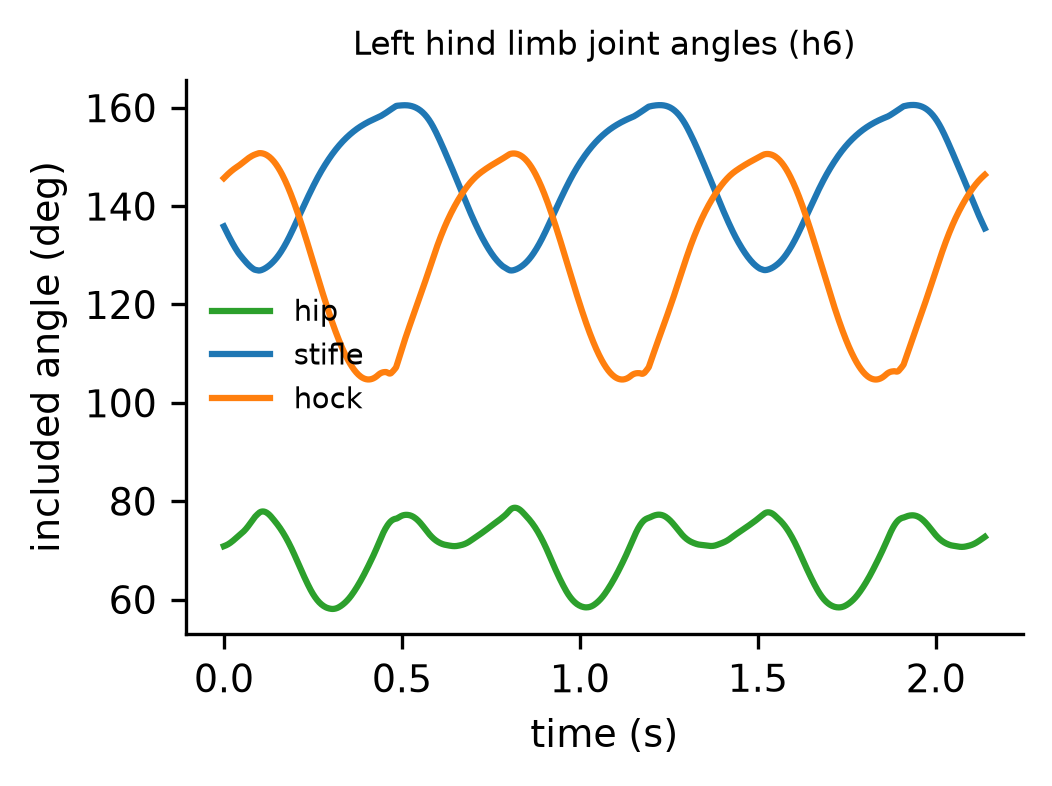 Left hind limb joint angles (h6)
included angle (deg)
160
140
120
100
80
60
hip
stifle
hock
0.0 0.5 1.0 1.5 2.0
time (s)